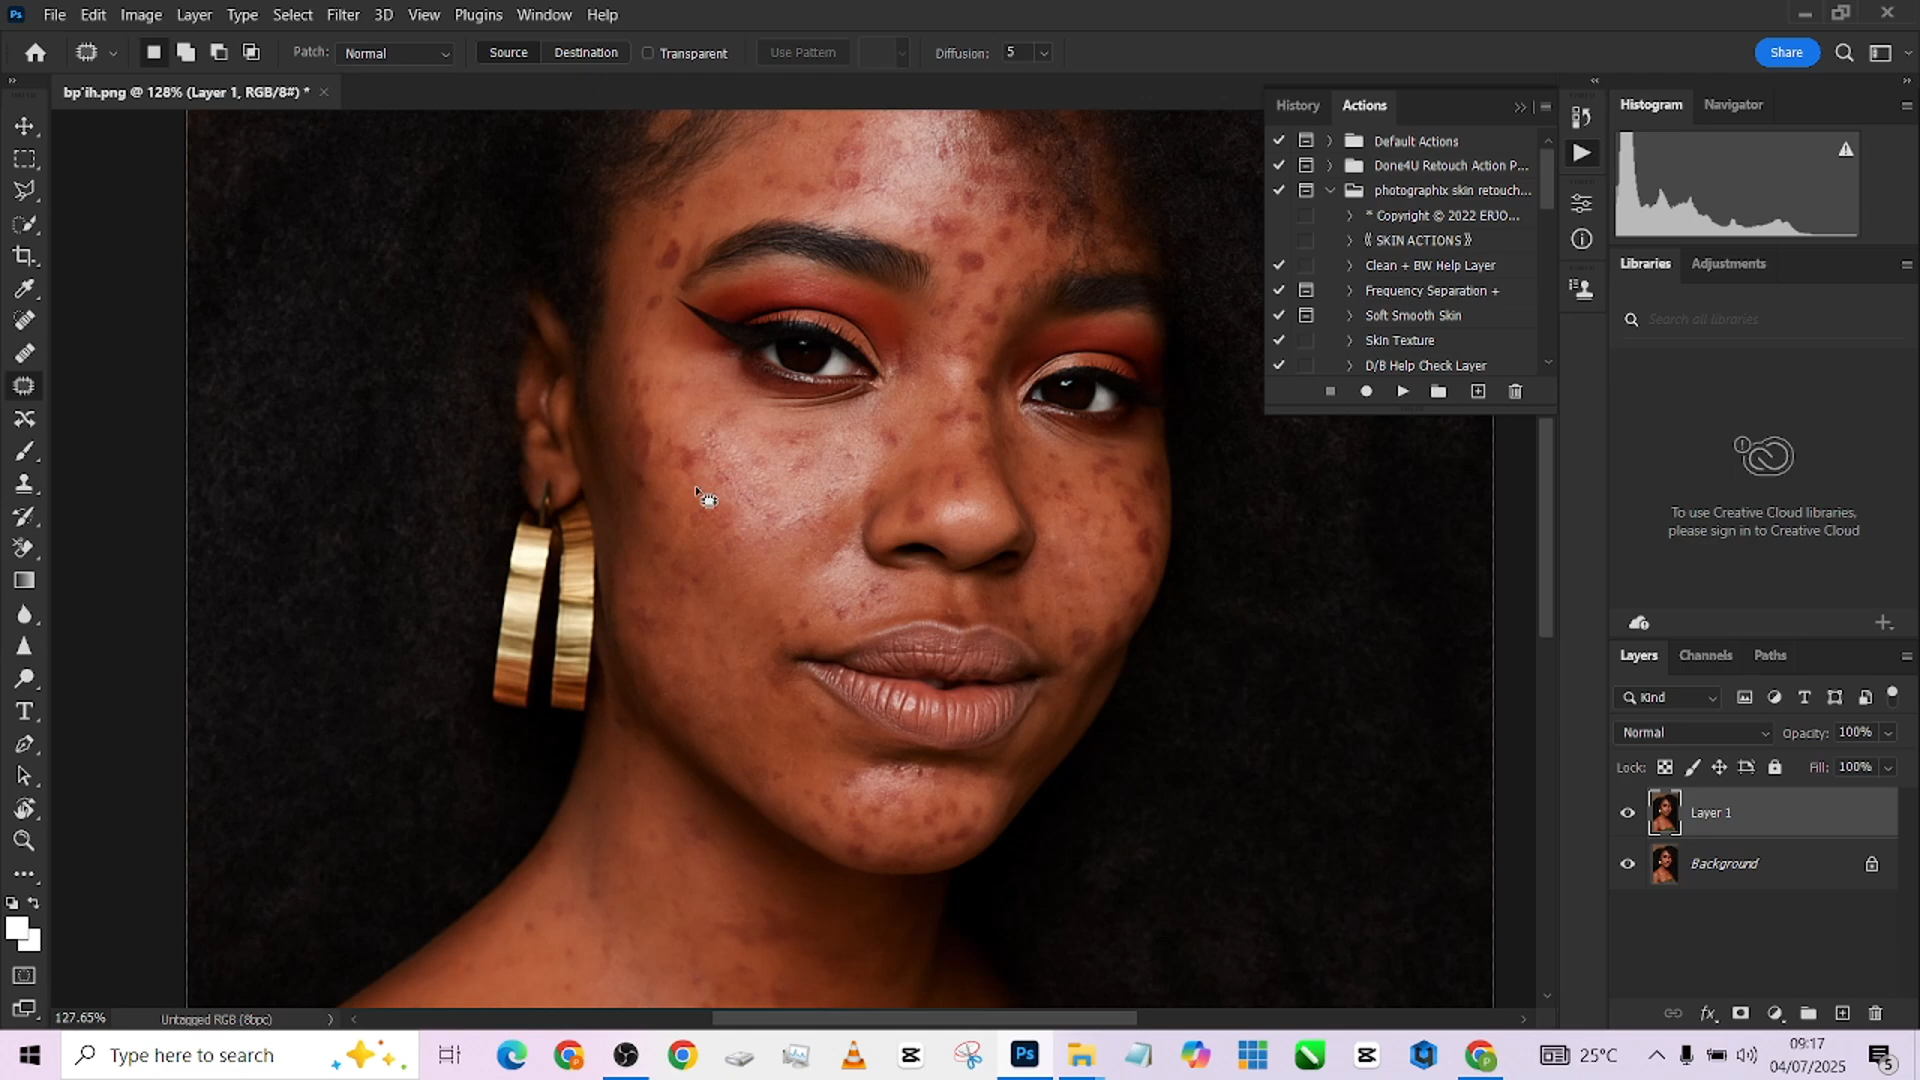 File Edit Image Layer Type Select Filter 3D View Plugins Window Help
Patch: Normal Source Destination Transparent Use Pattern Diffusion: 5 Share
bp`ih.png @ 128% (Layer 1, RGB/8#) *
History Actions
Default Actions
Done4U Retouch Action P...
photographix skin retouch...
* Copyright © 2022 ERJO...
⟪ SKIN ACTIONS ⟫
Clean + BW Help Layer
Frequency Separation +
Soft Smooth Skin
Skin Texture
D/B Help Check Layer
Histogram Navigator
Libraries Adjustments
Search all libraries
To use Creative Cloud libraries,
please sign in to Creative Cloud
Layers Channels Paths
Kind
Normal Opacity: 100%
Lock: Fill: 100%
Layer 1
Background
127.65% Untagged RGB (8bpc)
Type here to search
25°C
09:17
04/07/2025
5